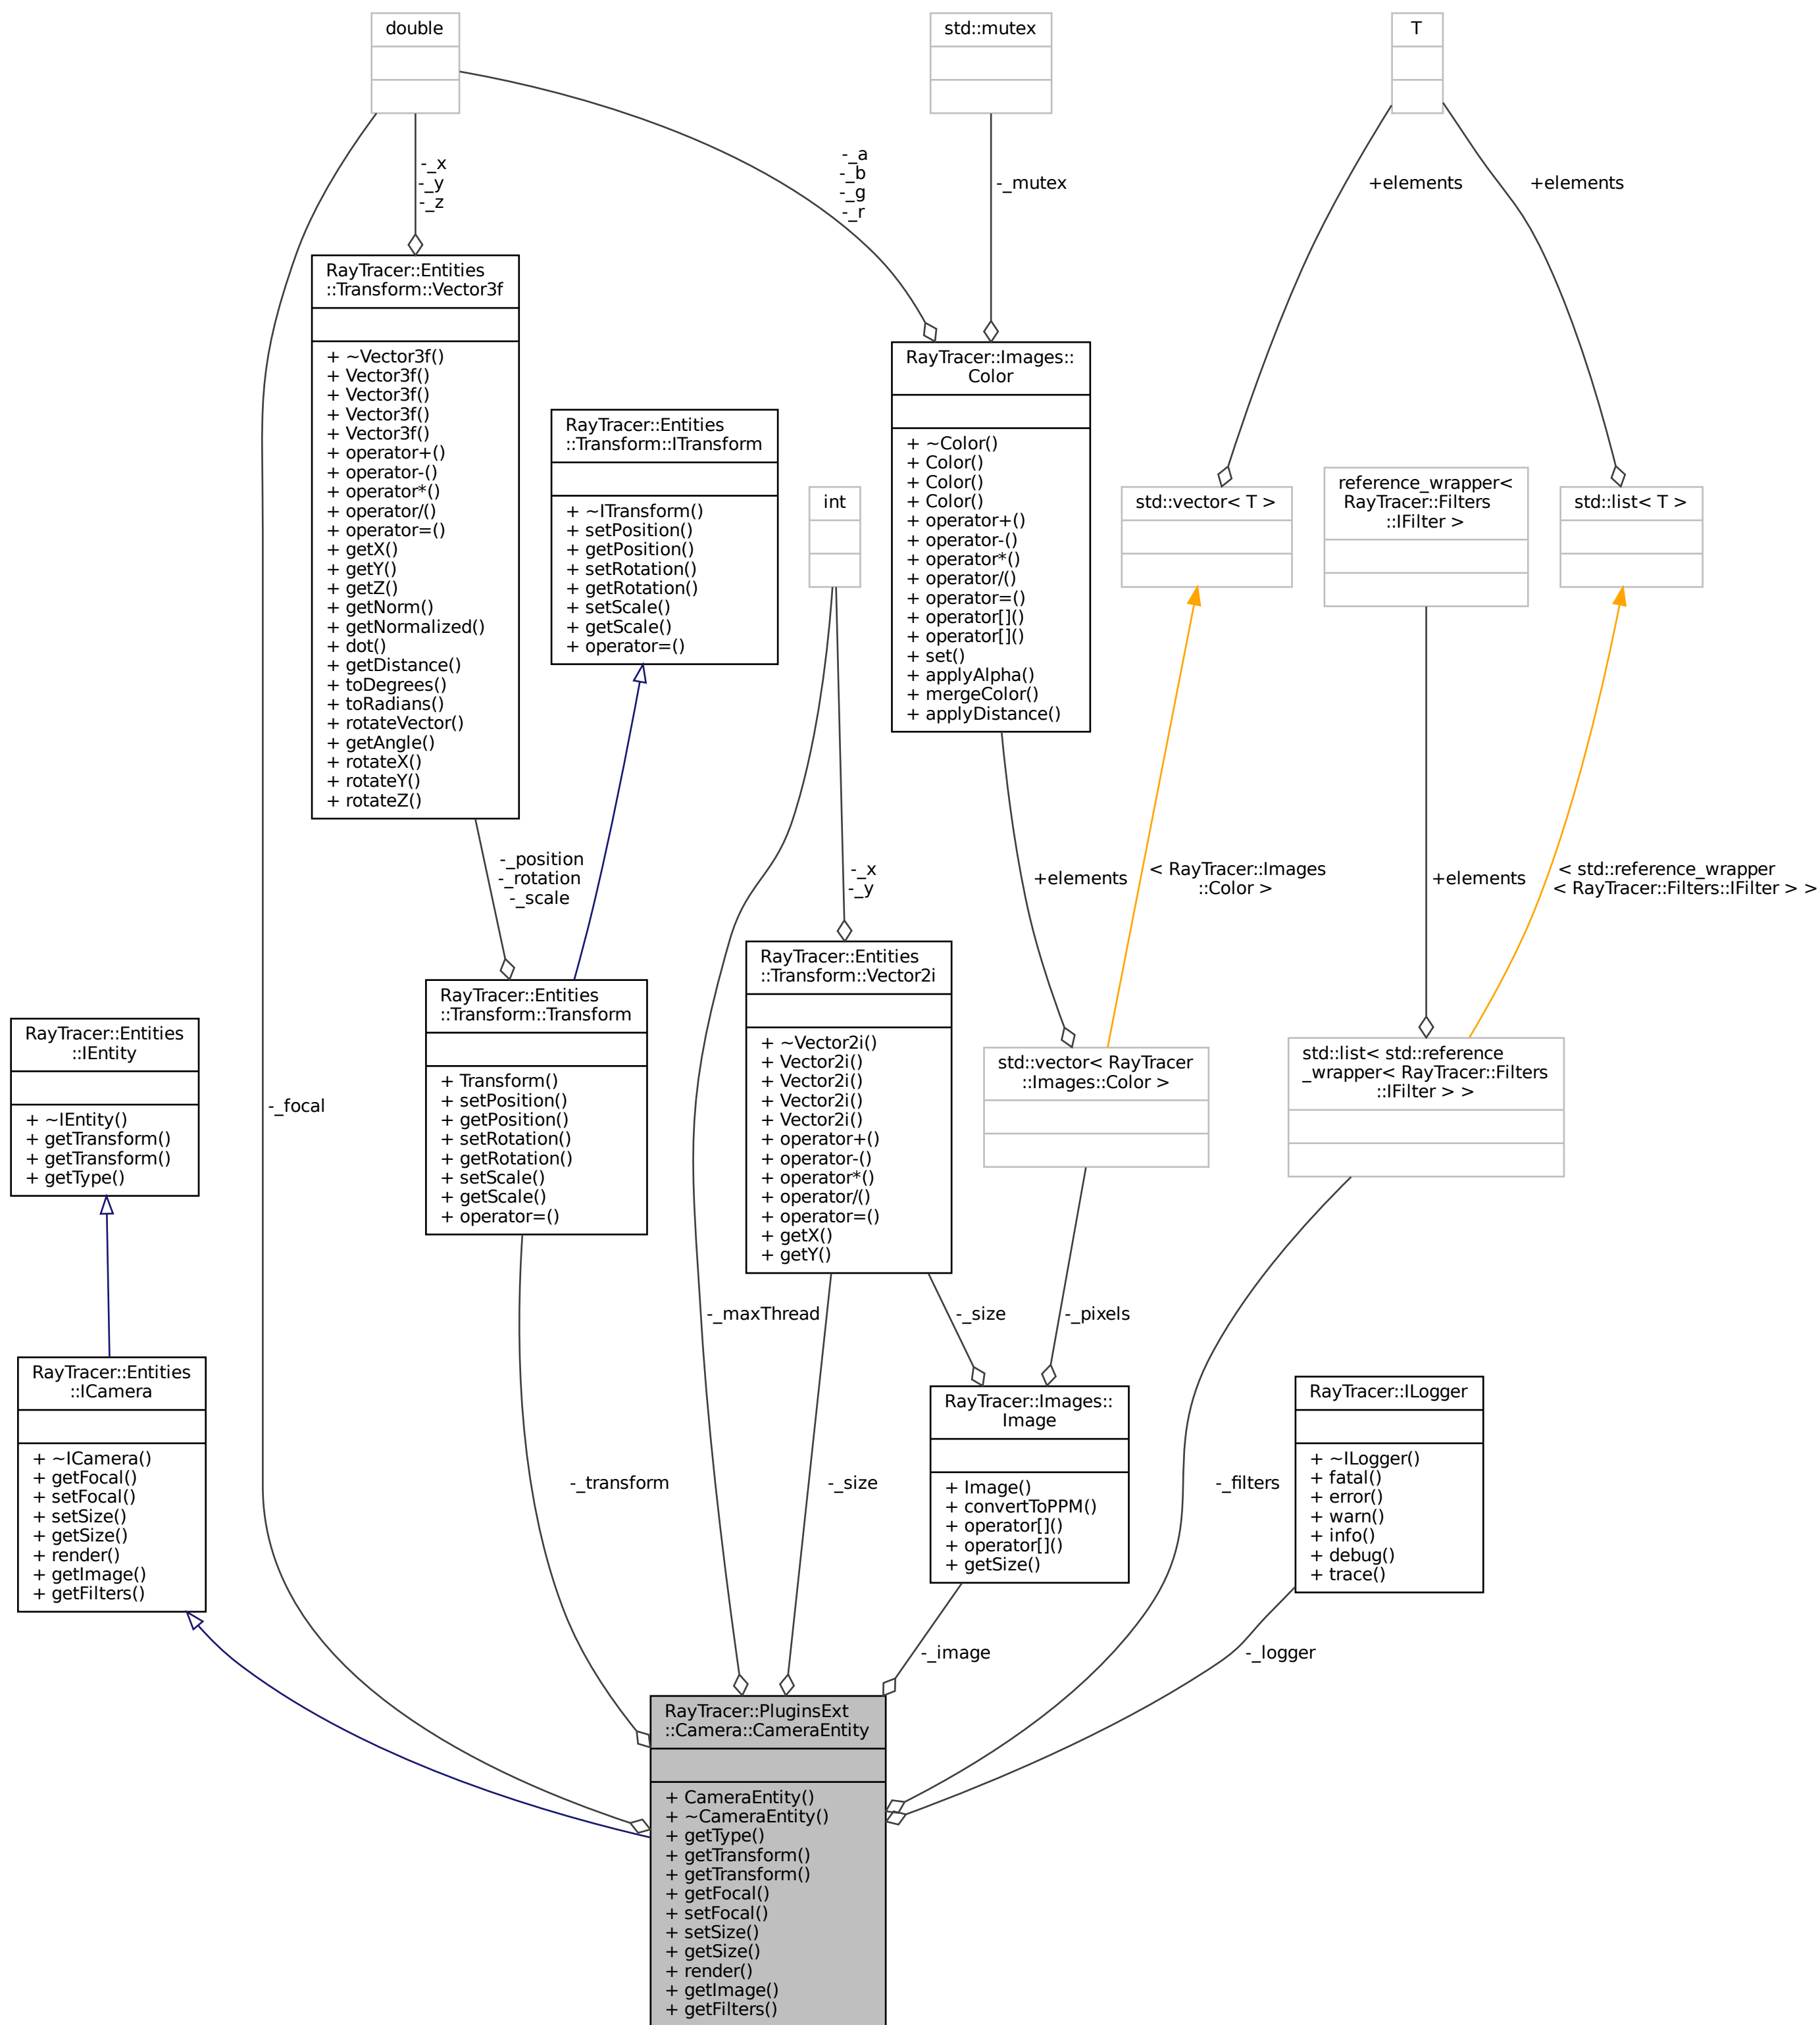 double
std::mutex
T
-_x
-_y
-_z
-_a
-_b
-_g
-_r
-_mutex
+elements
+elements
RayTracer::Entities
::Transform::Vector3f
+ ~Vector3f()
+ Vector3f()
+ Vector3f()
+ Vector3f()
+ Vector3f()
+ operator+()
+ operator-()
+ operator*()
+ operator/()
+ operator=()
+ getX()
+ getY()
+ getZ()
+ getNorm()
+ getNormalized()
+ dot()
+ getDistance()
+ toDegrees()
+ toRadians()
+ rotateVector()
+ getAngle()
+ rotateX()
+ rotateY()
+ rotateZ()
RayTracer::Entities
::Transform::ITransform
+ ~ITransform()
+ setPosition()
+ getPosition()
+ setRotation()
+ getRotation()
+ setScale()
+ getScale()
+ operator=()
int
RayTracer::Images::
Color
+ ~Color()
+ Color()
+ Color()
+ Color()
+ operator+()
+ operator-()
+ operator*()
+ operator/()
+ operator=()
+ operator[]()
+ operator[]()
+ set()
+ applyAlpha()
+ mergeColor()
+ applyDistance()
std::vector< T >
reference_wrapper<
RayTracer::Filters
::IFilter >
std::list< T >
-_position
-_rotation
-_scale
-_x
-_y
+elements
< RayTracer::Images
::Color >
+elements
< std::reference_wrapper
< RayTracer::Filters::IFilter > >
RayTracer::Entities
::IEntity
+ ~IEntity()
+ getTransform()
+ getTransform()
+ getType()
-_focal
RayTracer::Entities
::Transform::Transform
+ Transform()
+ setPosition()
+ getPosition()
+ setRotation()
+ getRotation()
+ setScale()
+ getScale()
+ operator=()
RayTracer::Entities
::Transform::Vector2i
+ ~Vector2i()
+ Vector2i()
+ Vector2i()
+ Vector2i()
+ Vector2i()
+ operator+()
+ operator-()
+ operator*()
+ operator/()
+ operator=()
+ getX()
+ getY()
std::vector< RayTracer
::Images::Color >
std::list< std::reference
_wrapper< RayTracer::Filters
::IFilter > >
-_maxThread
-_size
-_pixels
RayTracer::Entities
::ICamera
+ ~ICamera()
+ getFocal()
+ setFocal()
+ setSize()
+ getSize()
+ render()
+ getImage()
+ getFilters()
-_transform
-_size
RayTracer::Images::
Image
+ Image()
+ convertToPPM()
+ operator[]()
+ operator[]()
+ getSize()
-_filters
RayTracer::ILogger
+ ~ILogger()
+ fatal()
+ error()
+ warn()
+ info()
+ debug()
+ trace()
-_image
-_logger
RayTracer::PluginsExt
::Camera::CameraEntity
+ CameraEntity()
+ ~CameraEntity()
+ getType()
+ getTransform()
+ getTransform()
+ getFocal()
+ setFocal()
+ setSize()
+ getSize()
+ render()
+ getImage()
+ getFilters()